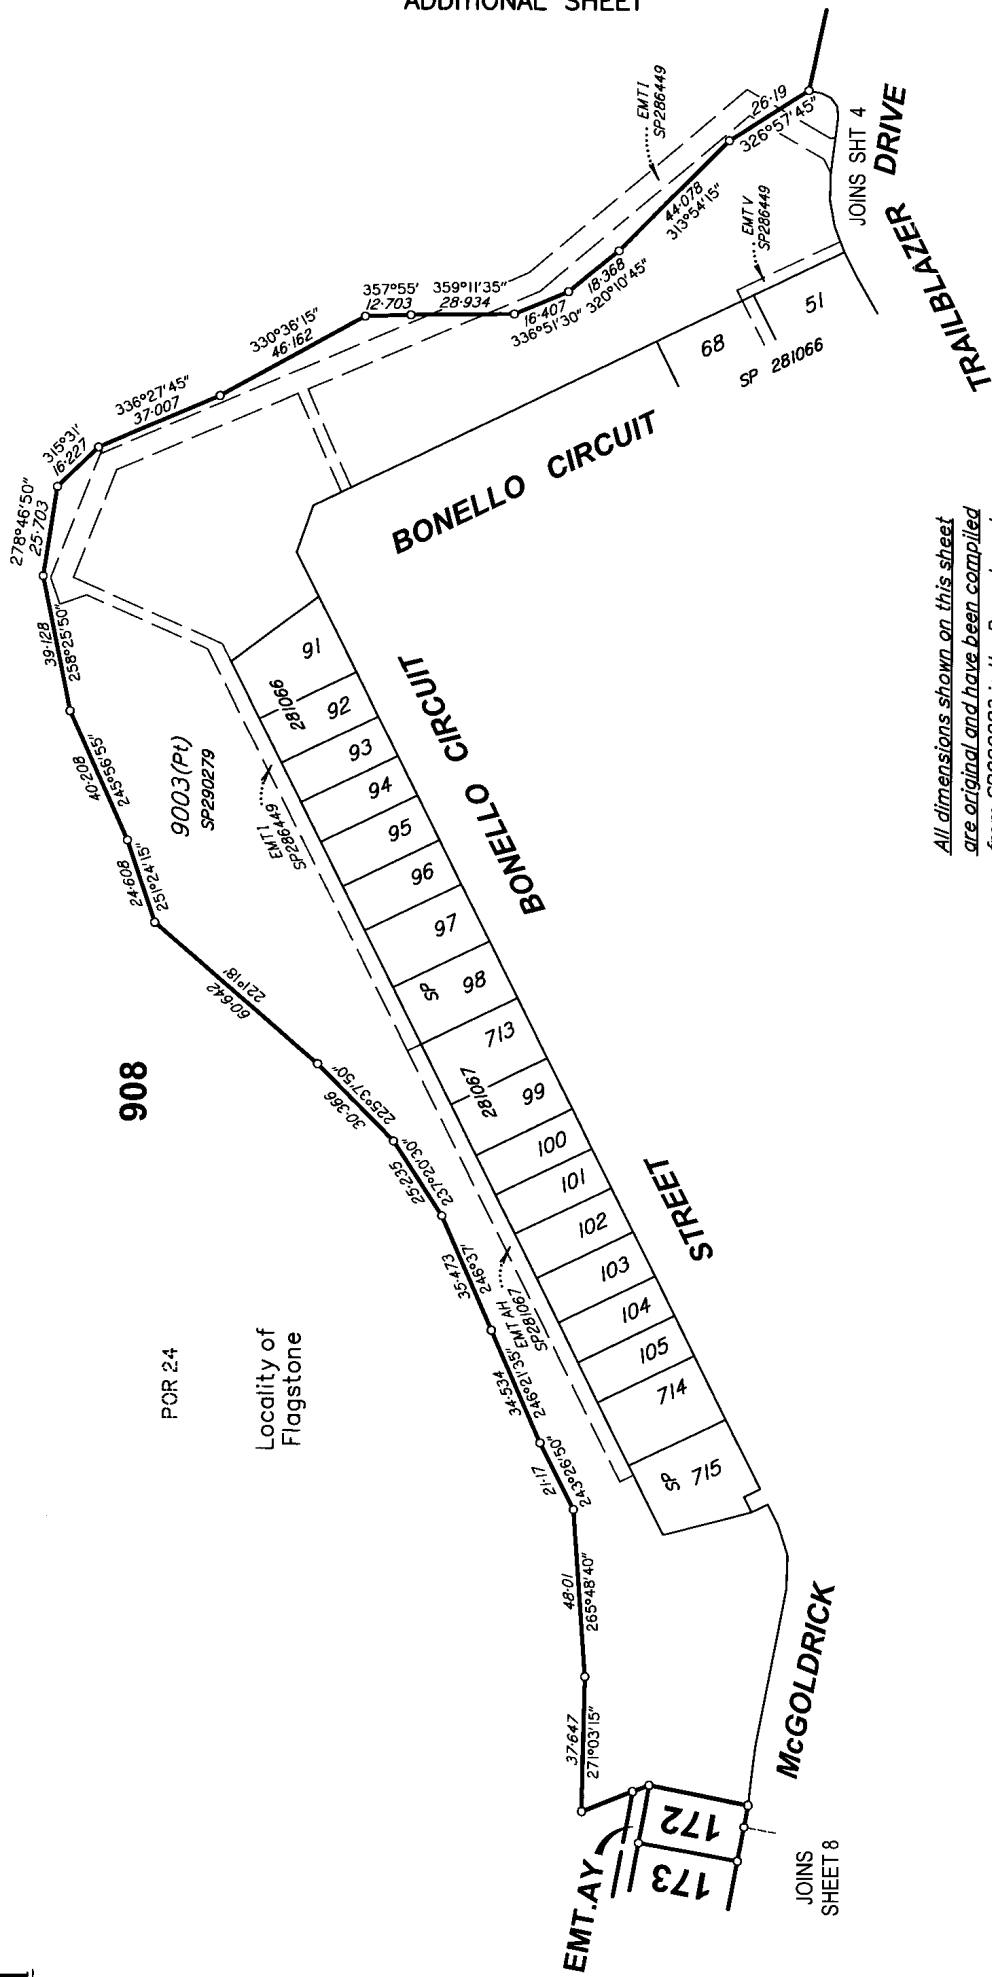 ADDITIONAL SHEET
EMT I
SP286449
26·19
326°57'45"
JOINS SHT 4
TRAILBLAZER DRIVE
44·078
313°54'15"
EMT V
SP286449
18·368
320°10'45"
16·407
336°51'30"
359°11'35"
28·934
357°55'
12·703
330°36'15"
46·162
336°27'45"
37·007
315°31'
16·227
278°46'50"
25·703
39·128
258°25'50"
40·208
245°56'55"
24·608
251°24'15"
60·642
221°18'
30·366
225°37'50"
25·235
237°20'30"
35·473
246°37'
34·534
246°21'35"
21·17
243°26'50"
48·01
265°48'40"
37·647
271°03'15"
51
68
SP 281066
BONELLO CIRCUIT
9003(Pt)
SP290279
EMT I
SP286449
91
281066
92
93
94
95
96
97
SP 98
BONELLO CIRCUIT
908
713
281067
99
100
101
102
103
104
105
714
SP 715
EMT AH
SP281067
STREET
POR 24
Locality of
Flagstone
McGOLDRICK
172
173
EMT.AY
JOINS
SHEET 8
All dimensions shown on this sheet
are original and have been compiled